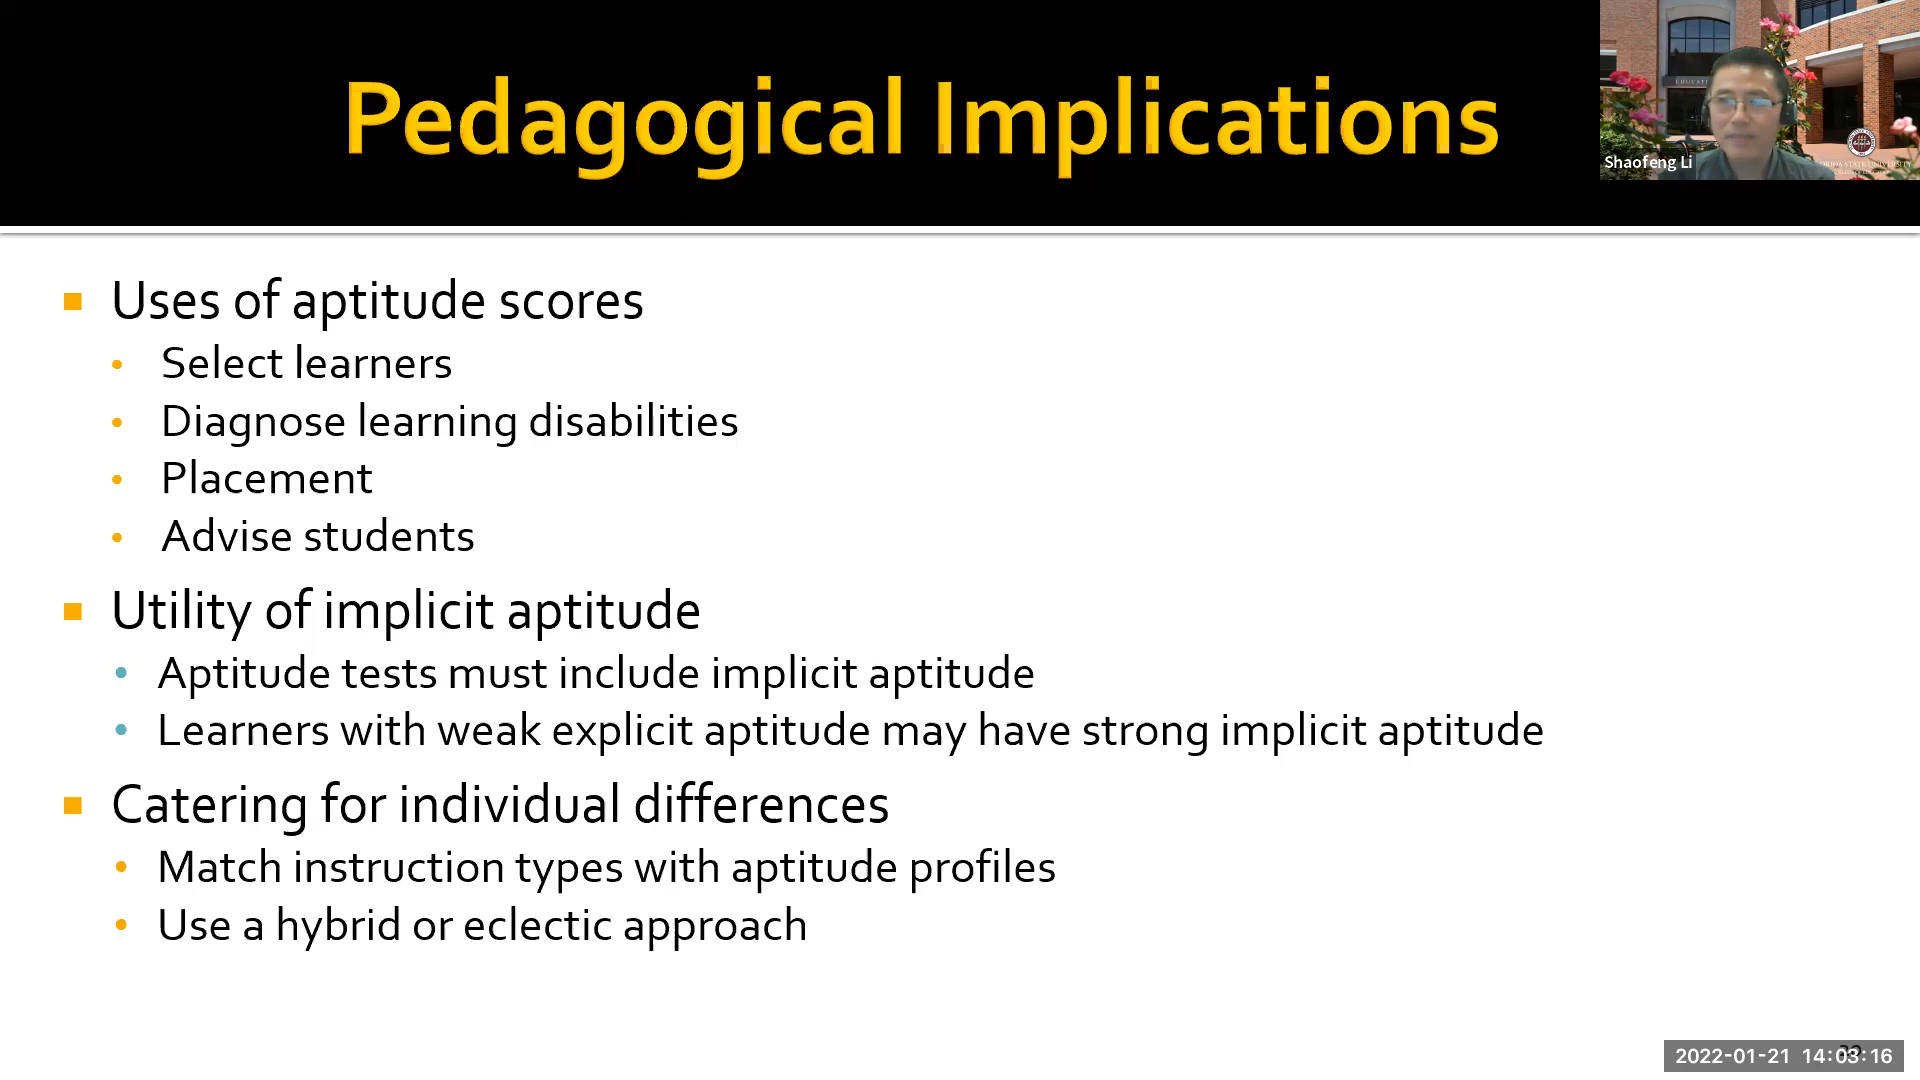 Pedagogical Implications
Shaofeng Li
Uses of aptitude scores
Select learners
Diagnose learning disabilities
Placement
Advise students
Utility of implicit aptitude
Aptitude tests must include implicit aptitude
Learners with weak explicit aptitude may have strong implicit aptitude
Catering for individual differences
Match instruction types with aptitude profiles
Use a hybrid or eclectic approach
2022-01-21 14:03:16